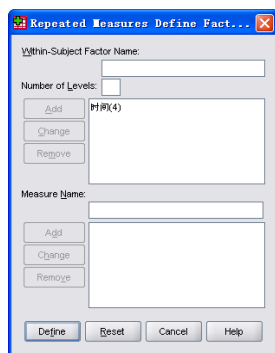 Repeated Measures Define Fact...
Within-Subject Factor Name:
Number of Levels:
Add
时间(4)
Change
Remove
Measure Name:
Add
Change
Remove
Define
Reset
Cancel
Help